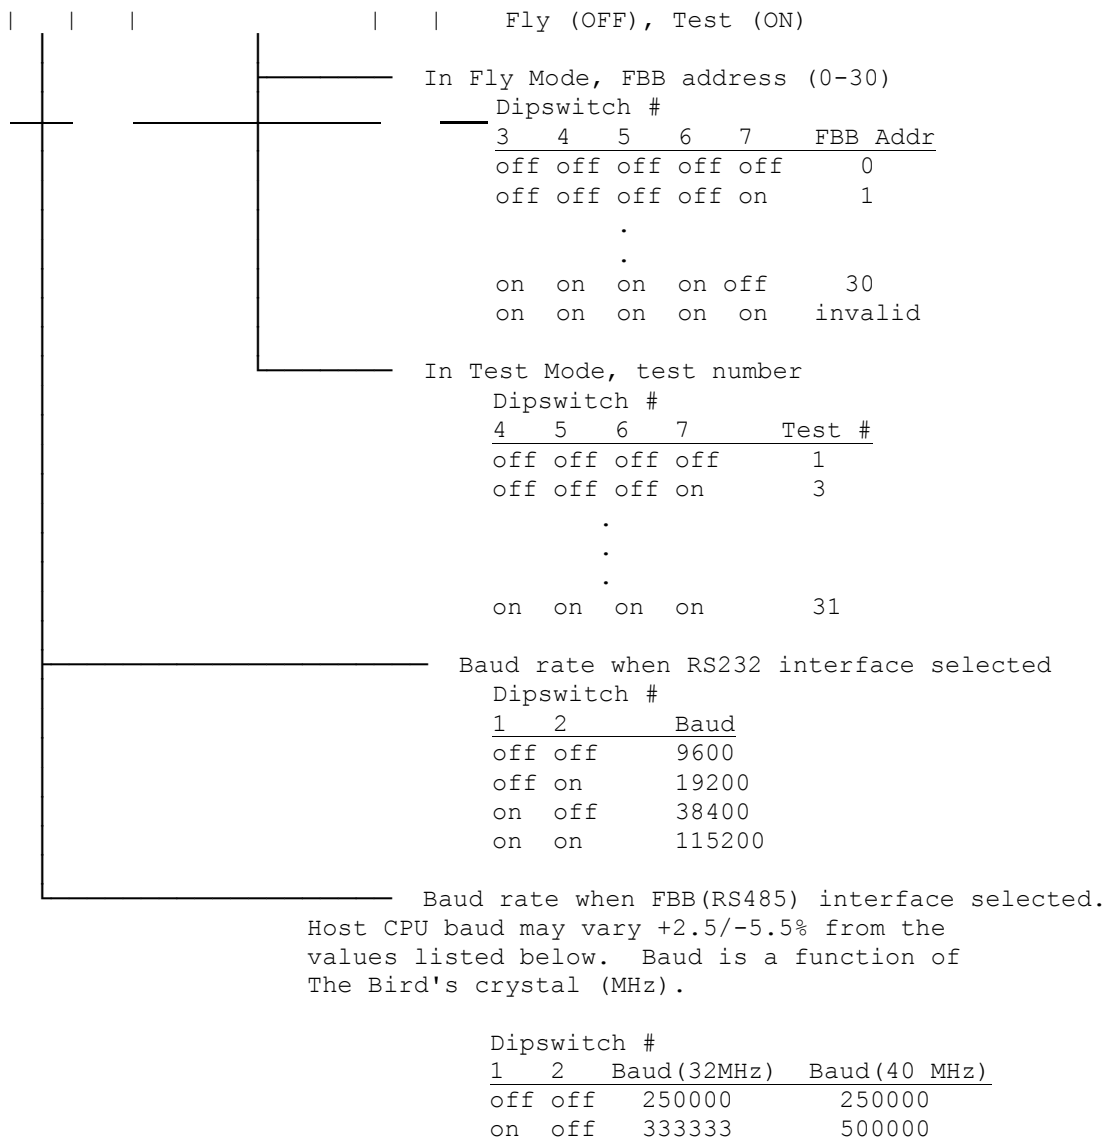 Fly (OFF), Test (ON)
In Fly Mode, FBB address (0-30)
Dipswitch #
3 4 5 6 7 FBB Addr
off off off off off 0
off off off off on 1
.
.
on on on on off 30
on on on on on invalid
In Test Mode, test number
Dipswitch #
4 5 6 7 Test #
off off off off 1
off off off on 3
.
.
.
on on on on 31
Baud rate when RS232 interface selected
Dipswitch #
1 2 Baud
off off 9600
off on 19200
on off 38400
on on 115200
Baud rate when FBB(RS485) interface selected.
Host CPU baud may vary +2.5/-5.5% from the
values listed below. Baud is a function of
The Bird's crystal (MHz).
Dipswitch #
1 2 Baud(32MHz) Baud(40 MHz)
off off 250000 250000
on off 333333 500000